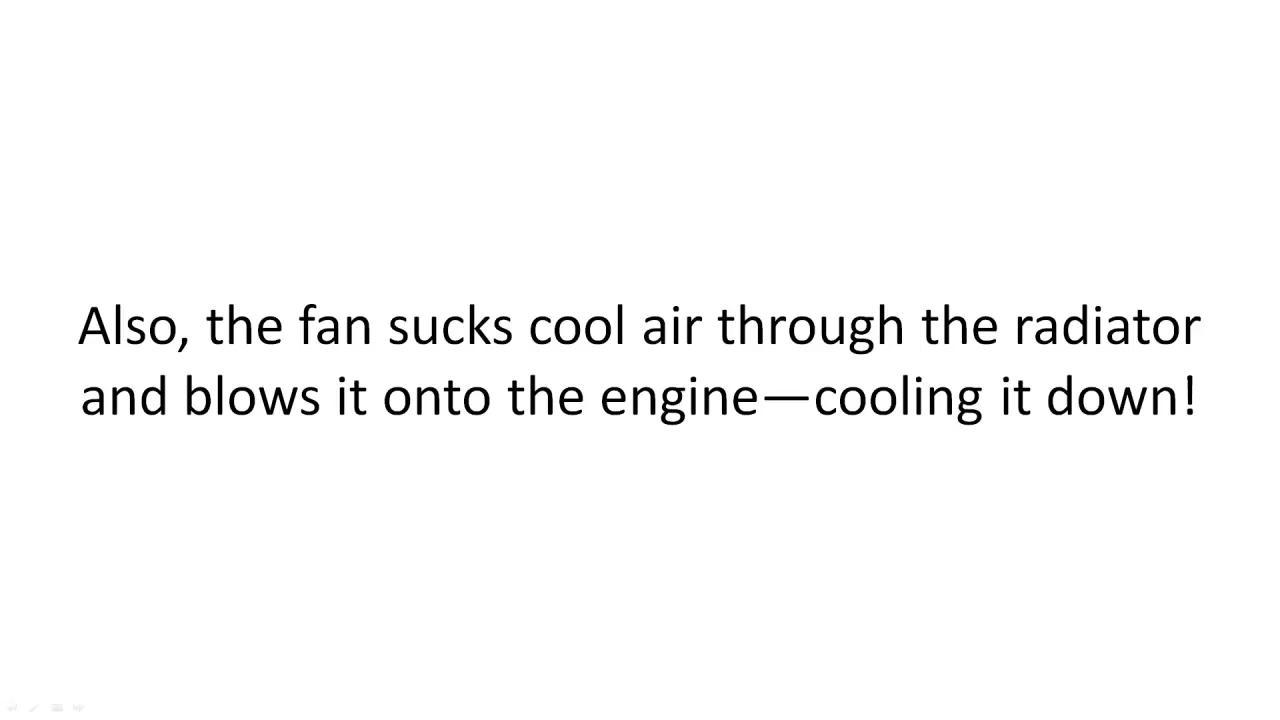 Also, the fan sucks cool air through the radiator
and blows it onto the engine—cooling it down!